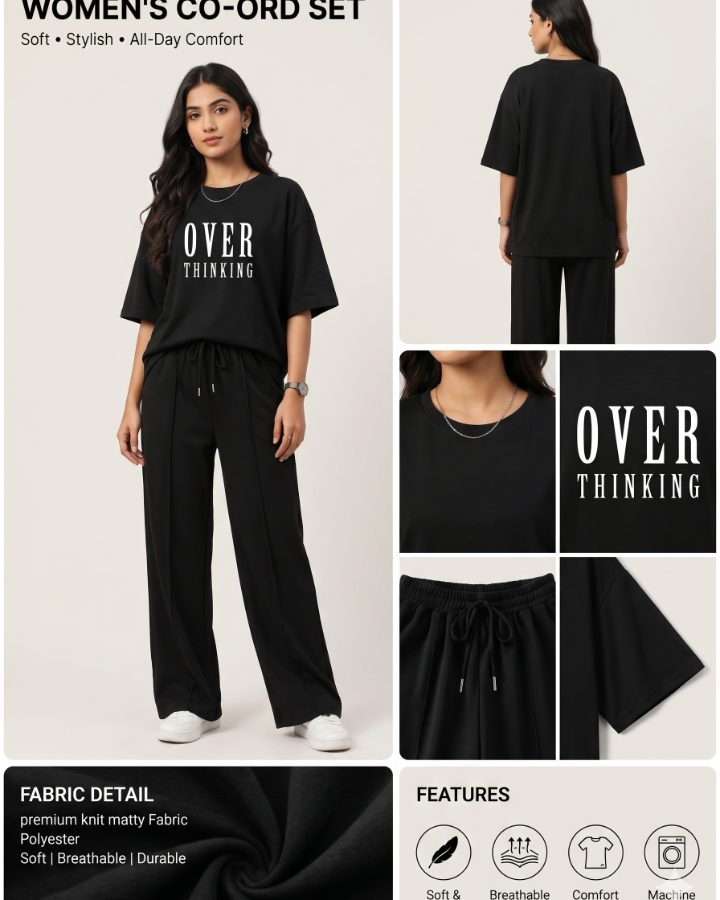 WOMEN'S CO-ORD SET
Soft • Stylish • All-Day Comfort
OVER
THINKING
OVER
THINKING
FABRIC DETAIL
premium knit matty Fabric
Polyester
Soft | Breathable | Durable
FEATURES
Soft &
Breathable
Comfort
Machine